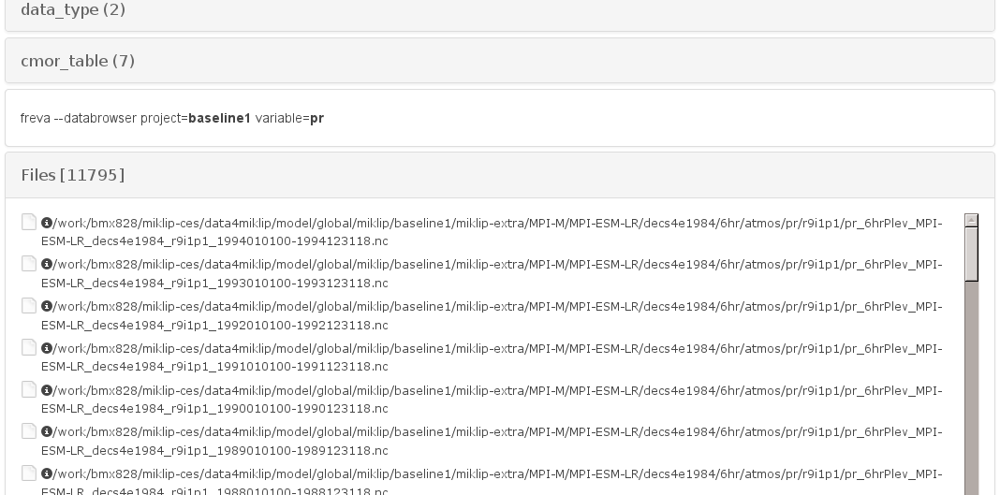 data_type (2)
cmor_table (7)
freva --databrowser project=baseline1 variable=pr
Files [11795]
/work/bmx828/miklip-ces/data4miklip/model/global/miklip/baseline1/miklip-extra/MPI-M/MPI-ESM-LR/decs4e1984/6hr/atmos/pr/r9i1p1/pr_6hrPlev_MPI-
ESM-LR_decs4e1984_r9i1p1_1994010100-1994123118.nc
/work/bmx828/miklip-ces/data4miklip/model/global/miklip/baseline1/miklip-extra/MPI-M/MPI-ESM-LR/decs4e1984/6hr/atmos/pr/r9i1p1/pr_6hrPlev_MPI-
ESM-LR_decs4e1984_r9i1p1_1993010100-1993123118.nc
/work/bmx828/miklip-ces/data4miklip/model/global/miklip/baseline1/miklip-extra/MPI-M/MPI-ESM-LR/decs4e1984/6hr/atmos/pr/r9i1p1/pr_6hrPlev_MPI-
ESM-LR_decs4e1984_r9i1p1_1992010100-1992123118.nc
/work/bmx828/miklip-ces/data4miklip/model/global/miklip/baseline1/miklip-extra/MPI-M/MPI-ESM-LR/decs4e1984/6hr/atmos/pr/r9i1p1/pr_6hrPlev_MPI-
ESM-LR_decs4e1984_r9i1p1_1991010100-1991123118.nc
/work/bmx828/miklip-ces/data4miklip/model/global/miklip/baseline1/miklip-extra/MPI-M/MPI-ESM-LR/decs4e1984/6hr/atmos/pr/r9i1p1/pr_6hrPlev_MPI-
ESM-LR_decs4e1984_r9i1p1_1990010100-1990123118.nc
/work/bmx828/miklip-ces/data4miklip/model/global/miklip/baseline1/miklip-extra/MPI-M/MPI-ESM-LR/decs4e1984/6hr/atmos/pr/r9i1p1/pr_6hrPlev_MPI-
ESM-LR_decs4e1984_r9i1p1_1989010100-1989123118.nc
/work/bmx828/miklip-ces/data4miklip/model/global/miklip/baseline1/miklip-extra/MPI-M/MPI-ESM-LR/decs4e1984/6hr/atmos/pr/r9i1p1/pr_6hrPlev_MPI-
ESM-LR_decs4e1984_r9i1p1_1988010100-1988123118.nc